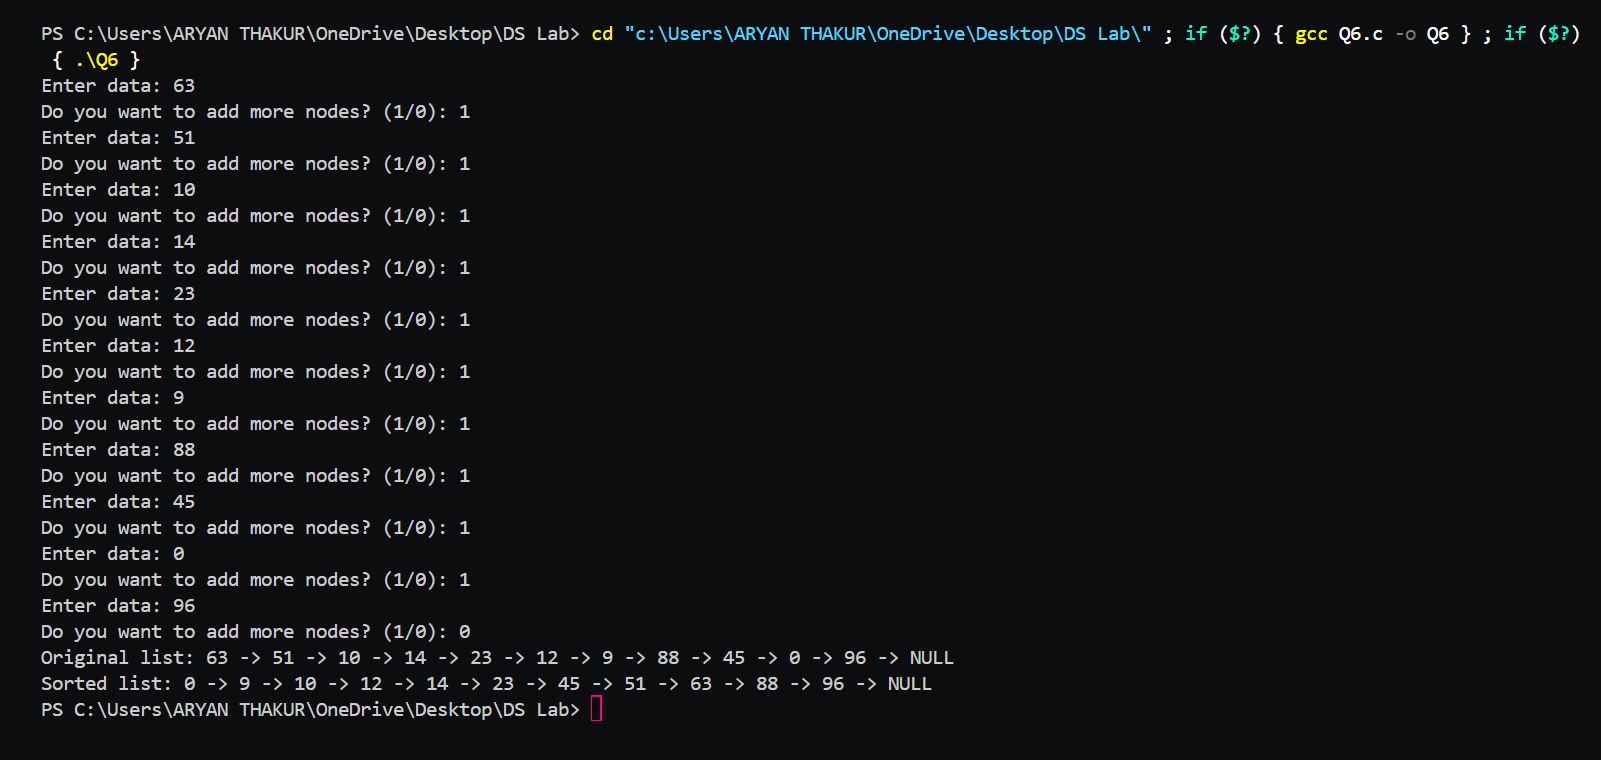 PS C:\Users\ARYAN THAKUR\OneDrive\Desktop\DS Lab> cd "c:\Users\ARYAN THAKUR\OneDrive\Desktop\DS Lab\" ; if ($?) { gcc Q6.c -o Q6 } ; if ($?)
{ .\Q6 }
Enter data: 63
Do you want to add more nodes? (1/0): 1
Enter data: 51
Do you want to add more nodes? (1/0): 1
Enter data: 10
Do you want to add more nodes? (1/0): 1
Enter data: 14
Do you want to add more nodes? (1/0): 1
Enter data: 23
Do you want to add more nodes? (1/0): 1
Enter data: 12
Do you want to add more nodes? (1/0): 1
Enter data: 9
Do you want to add more nodes? (1/0): 1
Enter data: 88
Do you want to add more nodes? (1/0): 1
Enter data: 45
Do you want to add more nodes? (1/0): 1
Enter data: 0
Do you want to add more nodes? (1/0): 1
Enter data: 96
Do you want to add more nodes? (1/0): 0
Original list: 63 -> 51 -> 10 -> 14 -> 23 -> 12 -> 9 -> 88 -> 45 -> 0 -> 96 -> NULL
Sorted list: 0 -> 9 -> 10 -> 12 -> 14 -> 23 -> 45 -> 51 -> 63 -> 88 -> 96 -> NULL
PS C:\Users\ARYAN THAKUR\OneDrive\Desktop\DS Lab>